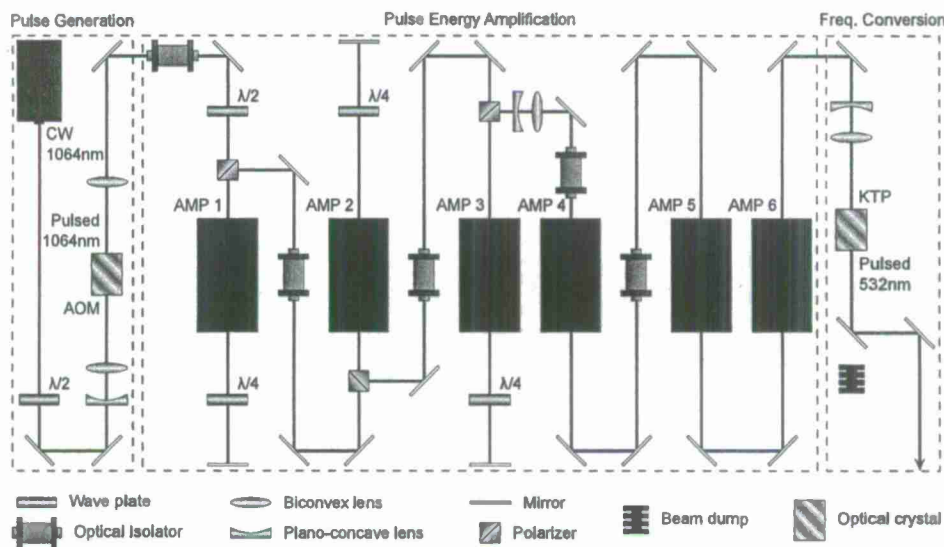 Pulse Generation
Pulse Energy Amplification
Freq. Conversion
CW
1064nm
Pulsed
1064nm
AOM
λ/2
λ/2
λ/4
AMP 1
AMP 2
AMP 3
AMP 4
AMP 5
AMP 6
λ/4
λ/4
KTP
Pulsed
532nm
Wave plate
Biconvex lens
Mirror
Beam dump
Optical crystal
Optical Isolator
Plano-concave lens
Polarizer